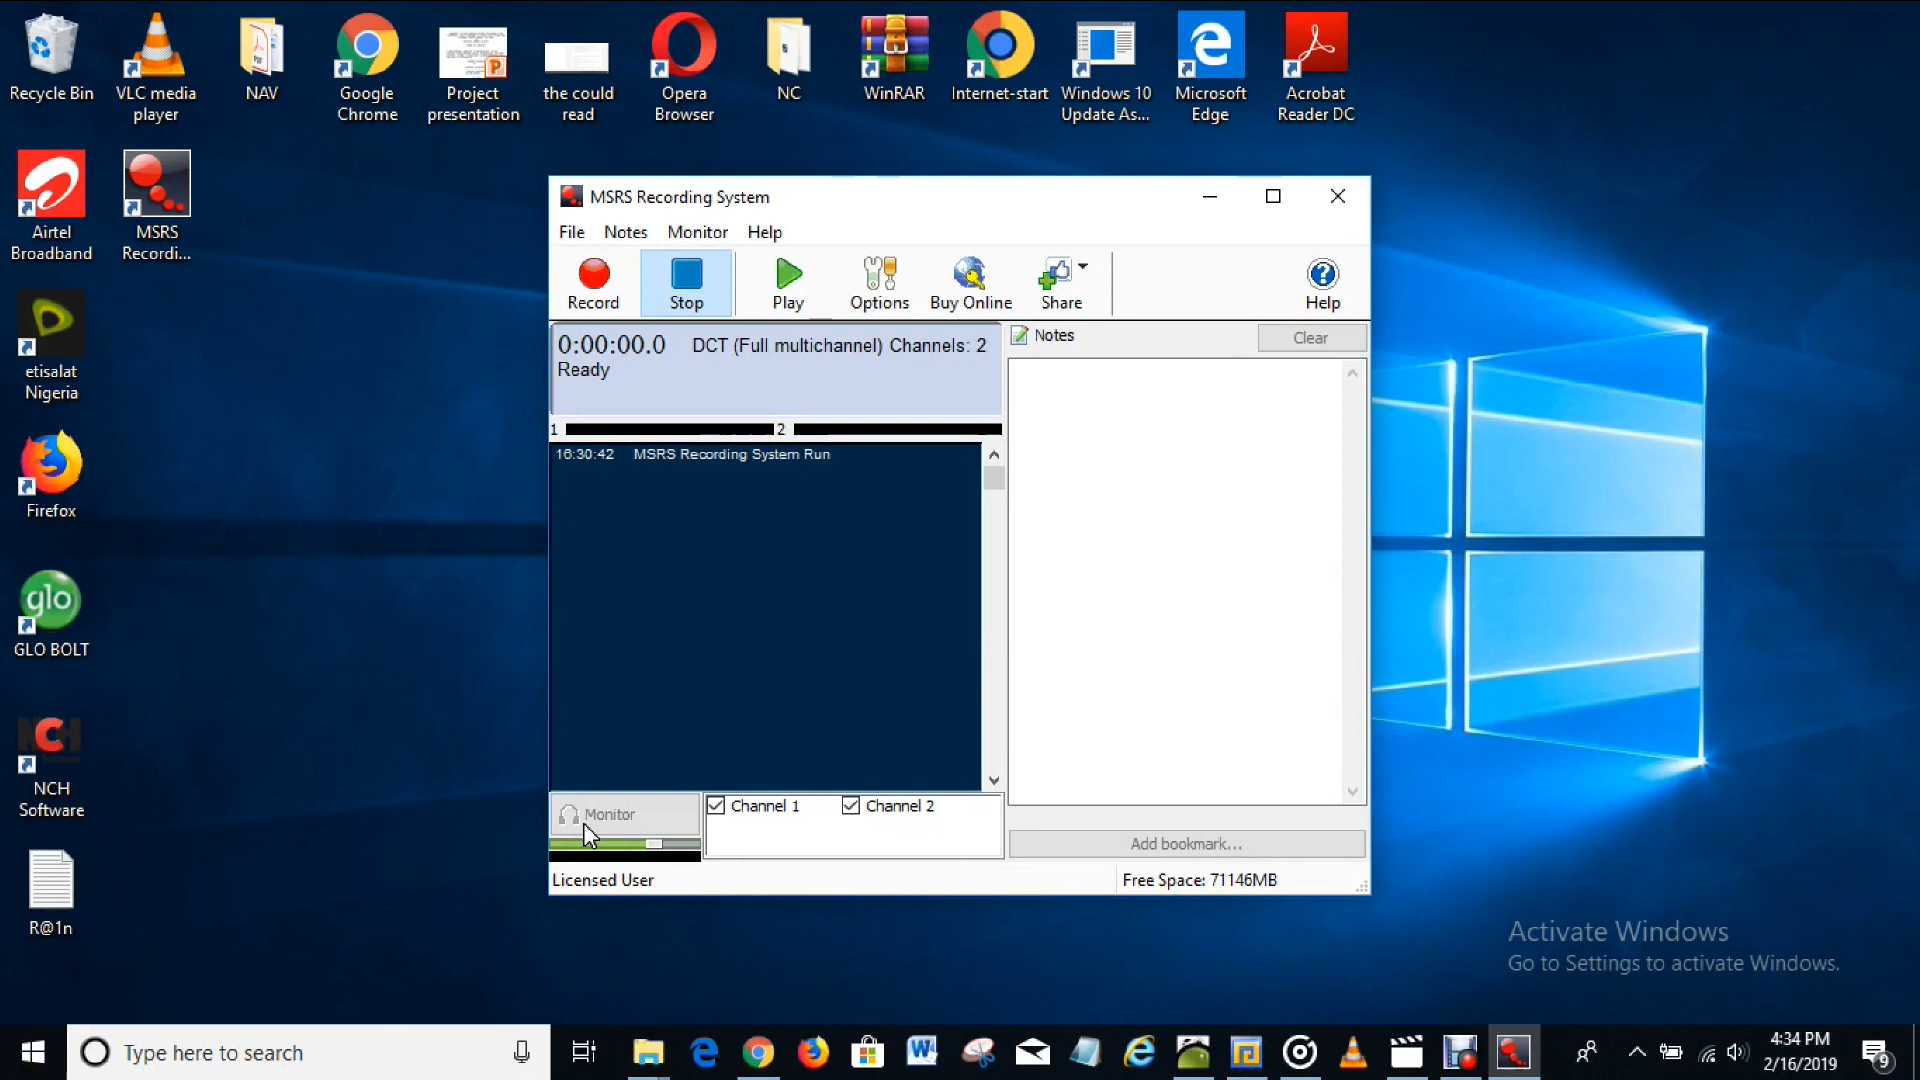 Recycle Bin
VLC media player
NAV
Google Chrome
Project presentation
the could read
Opera Browser
NC
WinRAR
Internet-start
Windows 10 Update As...
Microsoft Edge
Acrobat Reader DC
Airtel Broadband
MSRS Recordi...
etisalat Nigeria
Firefox
glo
GLO BOLT
NCH Software
R@1n
MSRS Recording System
File Notes Monitor Help
Record Stop Play Options Buy Online Share Help
0:00:00.0 DCT (Full multichannel) Channels: 2
Ready
Notes Clear
1 2
16:30:42 MSRS Recording System Run
Monitor
Channel 1 Channel 2
Add bookmark...
Licensed User
Free Space: 71146MB
Activate Windows
Go to Settings to activate Windows.
Type here to search
4:34 PM
2/16/2019
9